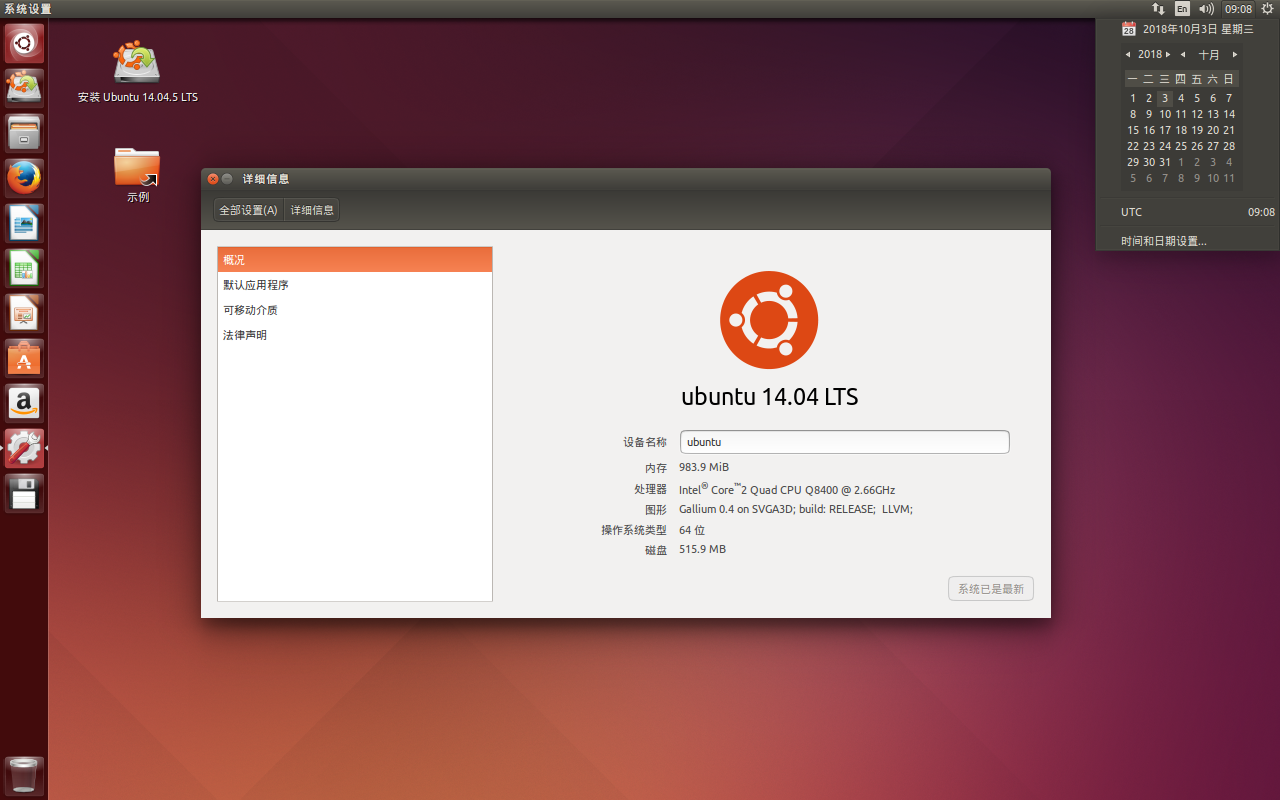 系统设置
En
09:08
28
2018年10月3日 星期三
2018 十月
一 二 三 四 五 六 日
1 2 3 4 5 6 7
8 9 10 11 12 13 14
15 16 17 18 19 20 21
22 23 24 25 26 27 28
29 30 31 1 2 3 4
5 6 7 8 9 10 11
UTC 09:08
时间和日期设置...
安装 Ubuntu 14.04.5 LTS
示例
详细信息
全部设置(A) 详细信息
概况
默认应用程序
可移动介质
法律声明
ubuntu 14.04 LTS
设备名称 ubuntu
内存 983.9 MiB
处理器 Intel® Core™2 Quad CPU Q8400 @ 2.66GHz
图形 Gallium 0.4 on SVGA3D; build: RELEASE; LLVM;
操作系统类型 64 位
磁盘 515.9 MB
系统已是最新